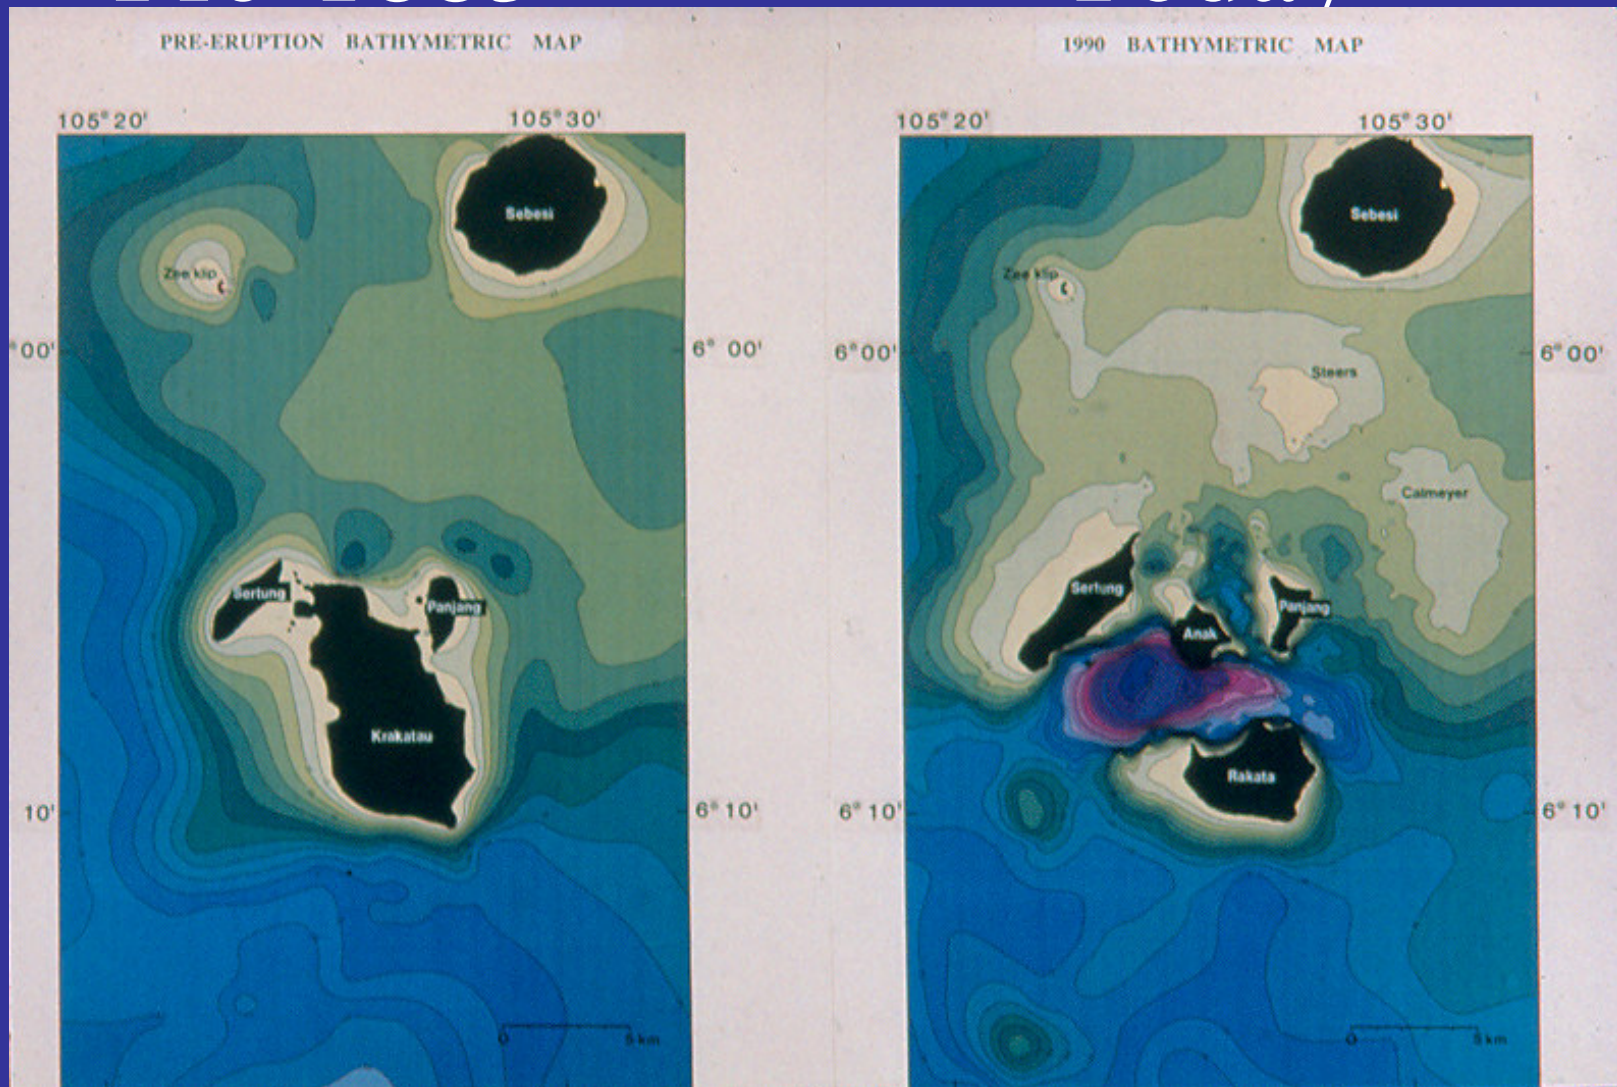 PRE-ERUPTION BATHYMETRIC MAP
105° 20'
105° 30'
Sebesi
Zee klip
°00'
6° 00'
Sertung
Panjang
Krakatau
10'
6° 10'
0 5 km
1990 BATHYMETRIC MAP
105° 20'
105° 30'
Sebesi
Zee klip
6°00'
6° 00'
Steers
Calmeyer
Sertung
Panjang
Anak
Rakata
6° 10'
6° 10'
0 5 km